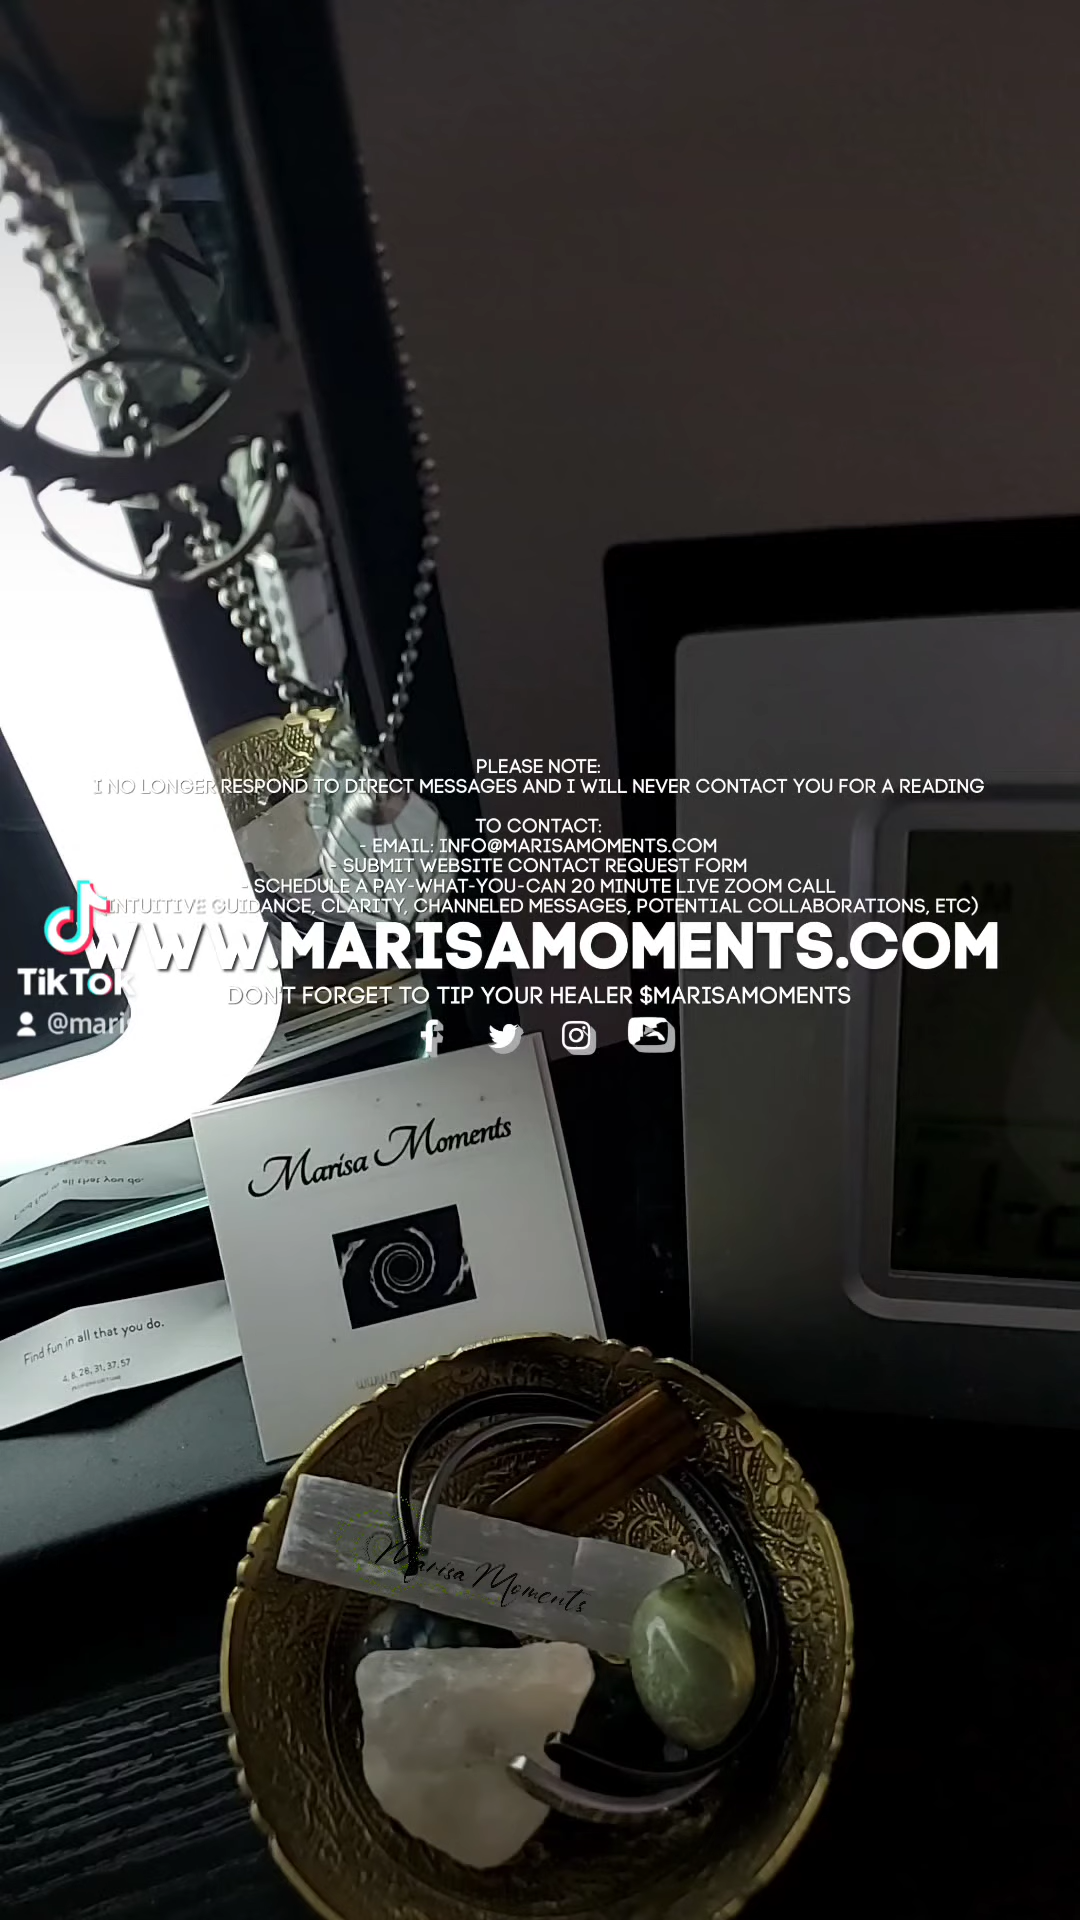 PLEASE NOTE:
I NO LONGER RESPOND TO DIRECT MESSAGES AND I WILL NEVER CONTACT YOU FOR A READING
TO CONTACT:
- EMAIL: INFO@MARISAMOMENTS.COM
- SUBMIT WEBSITE CONTACT REQUEST FORM
- SCHEDULE A PAY-WHAT-YOU-CAN 20 MINUTE LIVE ZOOM CALL
(INTUITIVE GUIDANCE, CLARITY, CHANNELED MESSAGES, POTENTIAL COLLABORATIONS, ETC)
WWW.MARISAMOMENTS.COM
TikTok
DON'T FORGET TO TIP YOUR HEALER $MARISAMOMENTS
@maris
Marisa Moments
Find fun in all that you do.
4, 8, 28, 31, 37, 57
Marisa Moments